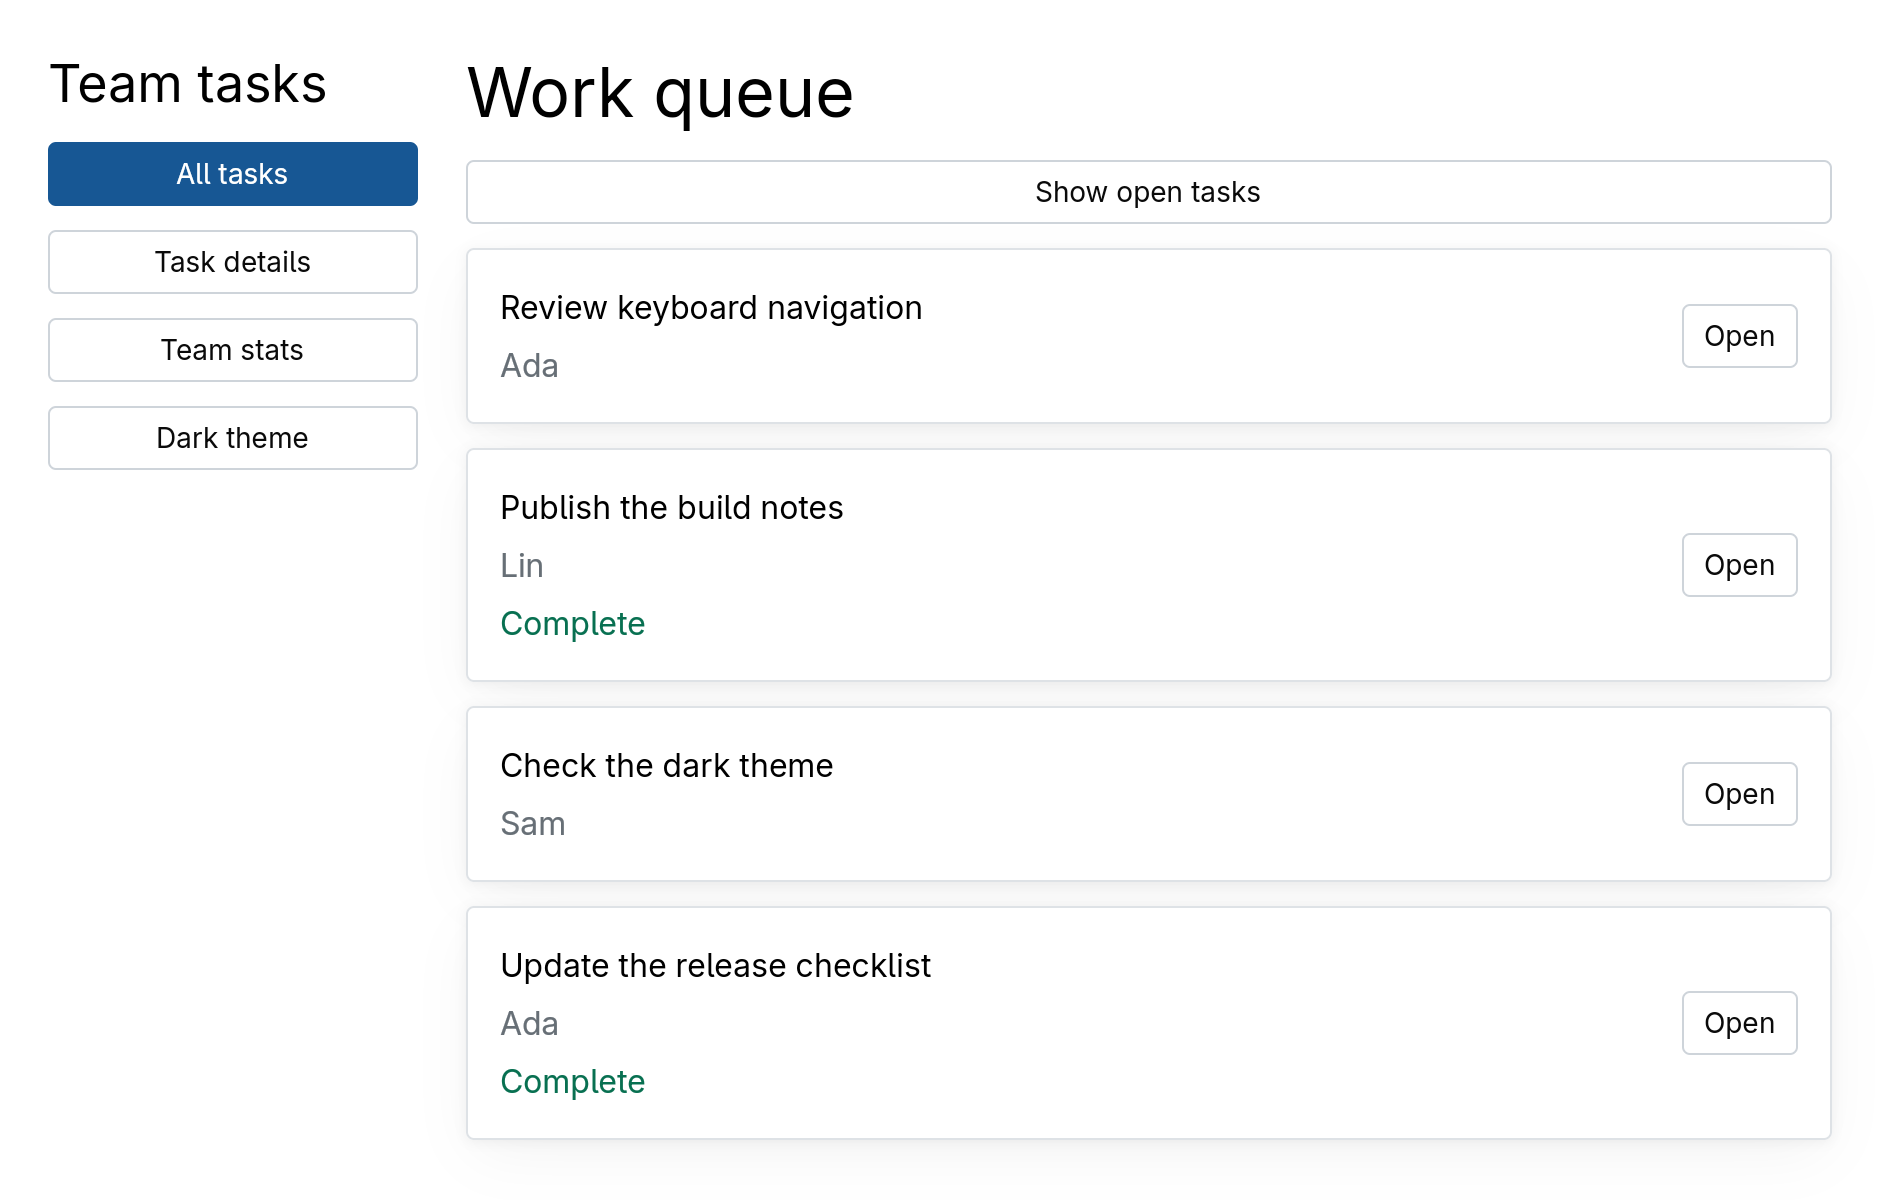 Team tasks
All tasks
Task details
Team stats
Dark theme
Work queue
Show open tasks
Review keyboard navigation
Ada
Open
Publish the build notes
Lin
Complete
Open
Check the dark theme
Sam
Open
Update the release checklist
Ada
Complete
Open